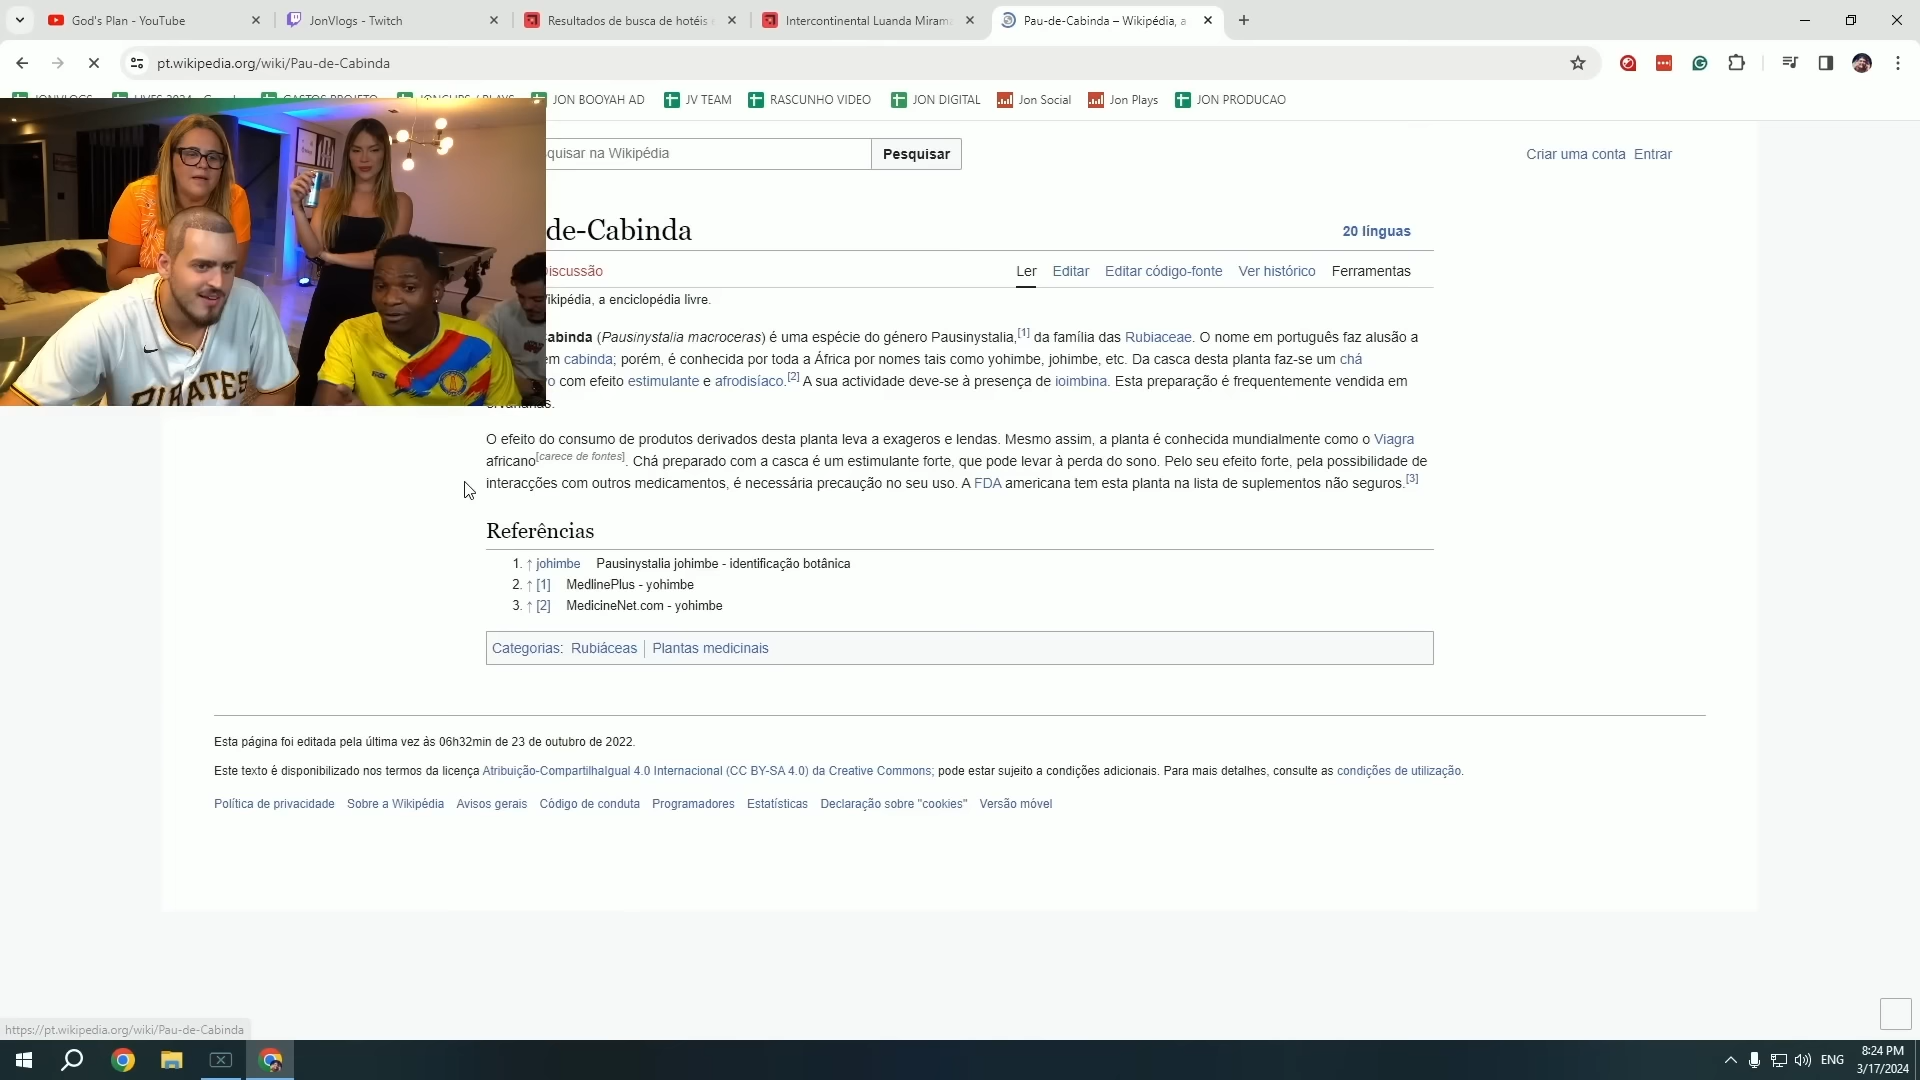 God's Plan - YouTube
JonVlogs - Twitch
Resultados de busca de hotéis
Intercontinental Luanda Mirama
Pau-de-Cabinda – Wikipédia, a
pt.wikipedia.org/wiki/Pau-de-Cabinda
JON BOOYAH AD
JV TEAM
RASCUNHO VIDEO
JON DIGITAL
Jon Social
Jon Plays
JON PRODUCAO
quisar na Wikipédia
Pesquisar
Criar uma conta Entrar
de-Cabinda
20 línguas
iscussão
Ler Editar Editar código-fonte Ver histórico Ferramentas
ikipédia, a enciclopédia livre.
abinda (Pausinystalia macroceras) é uma espécie do género Pausinystalia,[1] da família das Rubiaceae. O nome em português faz alusão a
em cabinda; porém, é conhecida por toda a África por nomes tais como yohimbe, johimbe, etc. Da casca desta planta faz-se um chá
vo com efeito estimulante e afrodisíaco.[2] A sua actividade deve-se à presença de ioimbina. Esta preparação é frequentemente vendida em
ervanárias.
O efeito do consumo de produtos derivados desta planta leva a exageros e lendas. Mesmo assim, a planta é conhecida mundialmente como o Viagra
africano[carece de fontes]. Chá preparado com a casca é um estimulante forte, que pode levar à perda do sono. Pelo seu efeito forte, pela possibilidade de
interacções com outros medicamentos, é necessária precaução no seu uso. A FDA americana tem esta planta na lista de suplementos não seguros.[3]
PIRATES
Referências
1. ↑ johimbe Pausinystalia johimbe - identificação botânica
2. ↑ [1] MedlinePlus - yohimbe
3. ↑ [2] MedicineNet.com - yohimbe
Categorias: Rubiáceas | Plantas medicinais
Esta página foi editada pela última vez às 06h32min de 23 de outubro de 2022.
Este texto é disponibilizado nos termos da licença Atribuição-CompartilhaIgual 4.0 Internacional (CC BY-SA 4.0) da Creative Commons; pode estar sujeito a condições adicionais. Para mais detalhes, consulte as condições de utilização.
Política de privacidade Sobre a Wikipédia Avisos gerais Código de conduta Programadores Estatísticas Declaração sobre "cookies" Versão móvel
https://pt.wikipedia.org/wiki/Pau-de-Cabinda
ENG
8:24 PM
3/17/2024